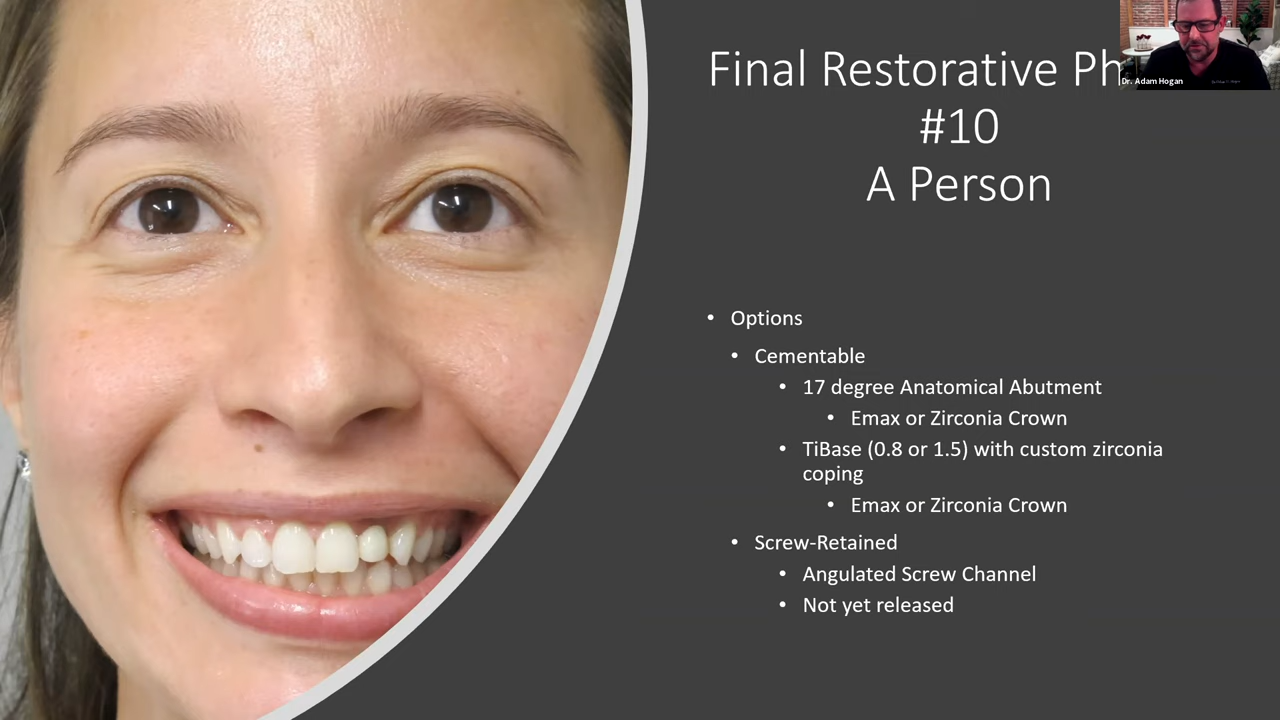 Final Restorative Ph
#10
A Person
Dr. Adam Hogan
• Options
• Cementable
• 17 degree Anatomical Abutment
• Emax or Zirconia Crown
• TiBase (0.8 or 1.5) with custom zirconia
coping
• Emax or Zirconia Crown
• Screw-Retained
• Angulated Screw Channel
• Not yet released